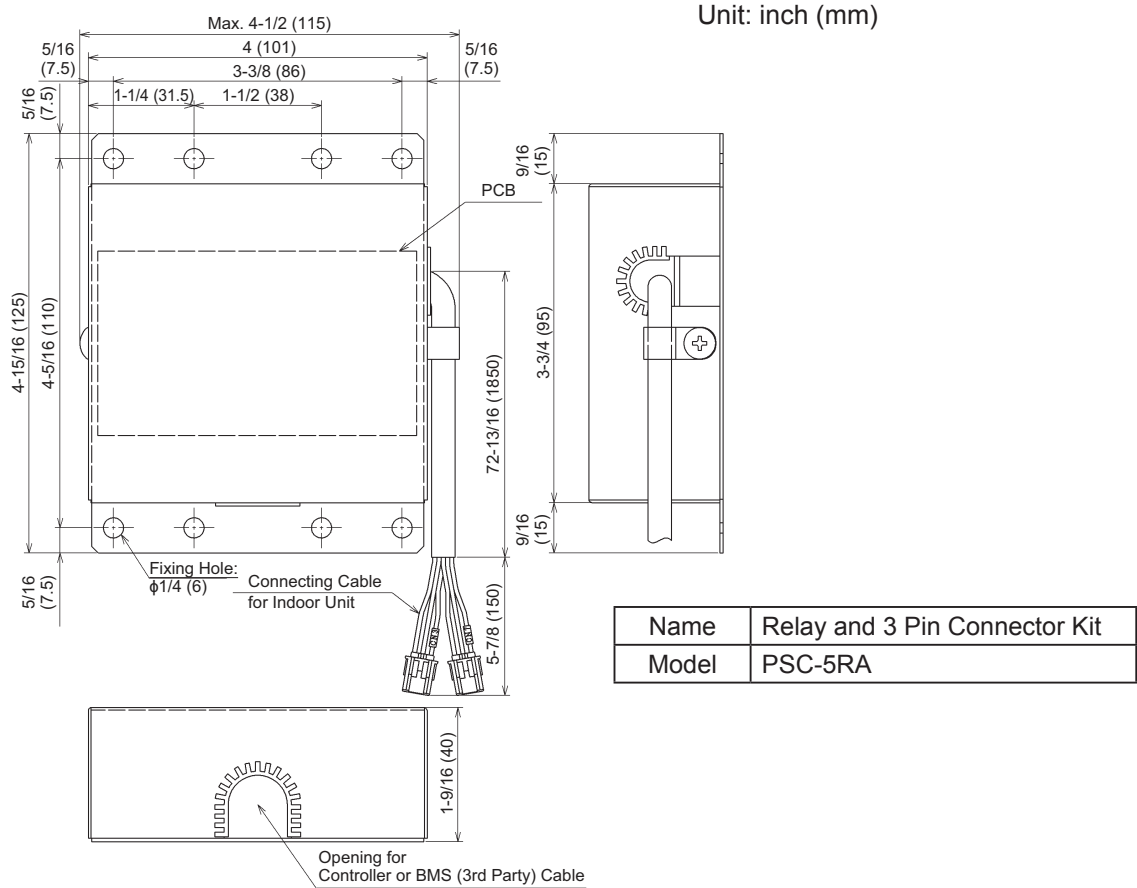 Unit: inch (mm)
Max. 4-1/2 (115)
5/16
(7.5)
4 (101)
5/16
(7.5)
3-3/8 (86)
5/16
(7.5)
1-1/4 (31.5)
1-1/2 (38)
9/16
(15)
PCB
4-15/16 (125)
4-5/16 (110)
72-13/16 (1850)
3-3/4 (95)
9/16
(15)
5/16
(7.5)
Fixing Hole:
ϕ1/4 (6)
Connecting Cable
for Indoor Unit
5-7/8 (150)
Name Relay and 3 Pin Connector Kit
Model PSC-5RA
1-9/16 (40)
Opening for
Controller or BMS (3rd Party) Cable